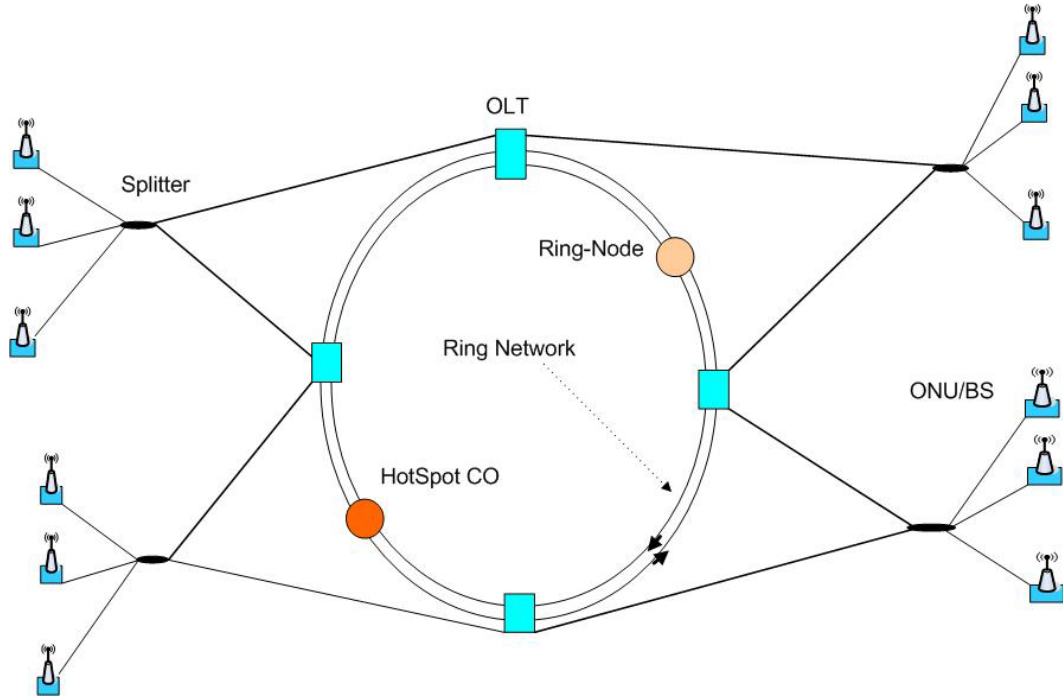 OLT
Splitter
Ring-Node
Ring Network
ONU/BS
HotSpot CO